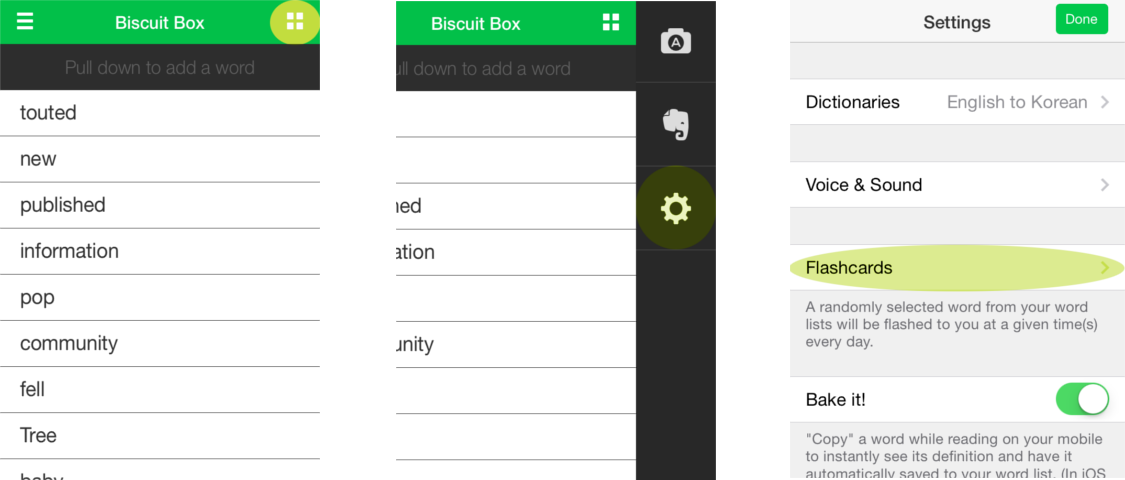 Biscuit Box
Pull down to add a word
touted
new
published
information
pop
community
fell
Tree
baby
Biscuit Box
ull down to add a word
ned
ation
unity
A
Settings
Done
Dictionaries English to Korean
Voice & Sound
Flashcards
A randomly selected word from your word
lists will be flashed to you at a given time(s)
every day.
Bake it!
"Copy" a word while reading on your mobile
to instantly see its definition and have it
automatically saved to your word list. (In iOS